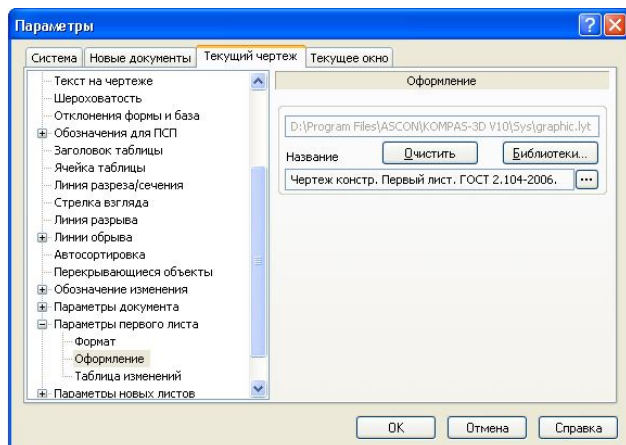 Параметры
Система Новые документы Текущий чертеж Текущее окно
Текст на чертеже
Шероховатость
Отклонения формы и база
Обозначения для ПСП
Заголовок таблицы
Ячейка таблицы
Линия разреза/сечения
Стрелка взгляда
Линия разрыва
Линии обрыва
Автосортировка
Перекрывающиеся объекты
Обозначение изменения
Параметры документа
Параметры первого листа
Формат
Оформление
Таблица изменений
Параметры новых листов
Оформление
D:\Program Files\ASCON\KOMPAS-3D V10\Sys\graphic.lyt
Название Очистить Библиотеки...
Чертеж констр. Первый лист. ГОСТ 2.104-2006. ...
OK Отмена Справка